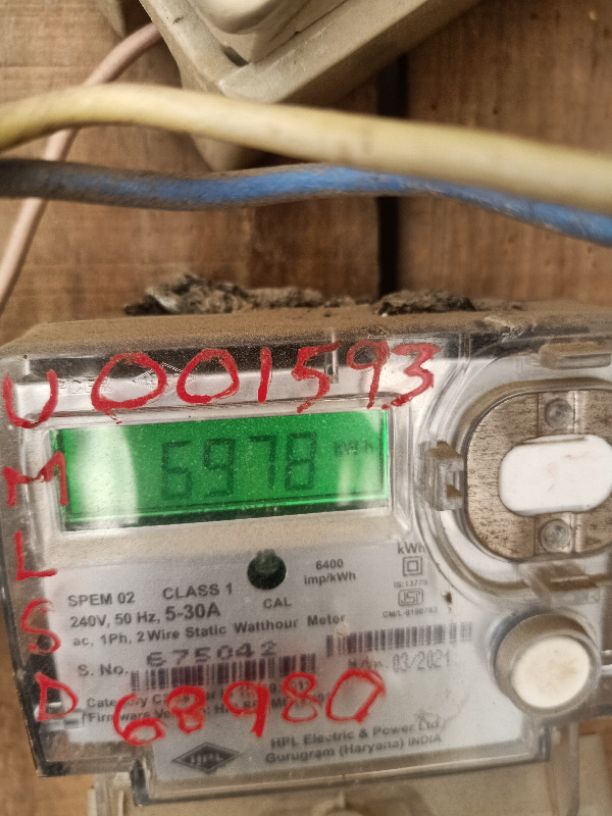 U001593
M
L
S
D
6978 kWh
6400
imp/kWh
kWh
CAL
SPEM 02 CLASS 1
240V, 50 Hz, 5-30A
ac, 1Ph, 2 Wire Static Watthour Meter
S. No. 675042
03/2021
68980
HPL Electric & Power Ltd
Gurugram (Haryana) INDIA
HPL